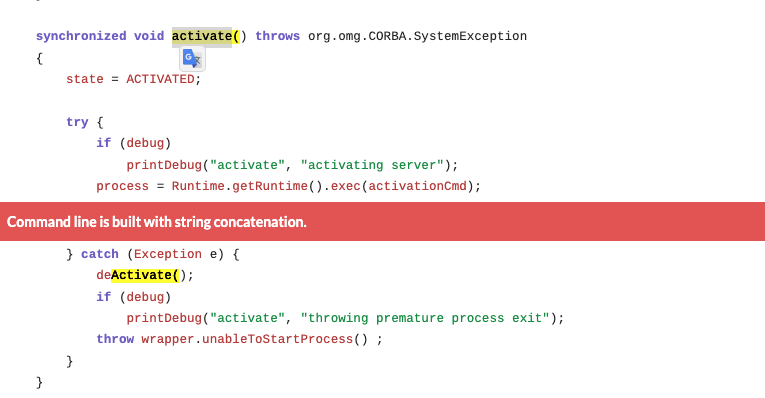 synchronized void activate() throws org.omg.CORBA.SystemException
{
state = ACTIVATED;
try {
if (debug)
printDebug("activate", "activating server");
process = Runtime.getRuntime().exec(activationCmd);
Command line is built with string concatenation.
} catch (Exception e) {
deActivate();
if (debug)
printDebug("activate", "throwing premature process exit");
throw wrapper.unableToStartProcess() ;
}
}